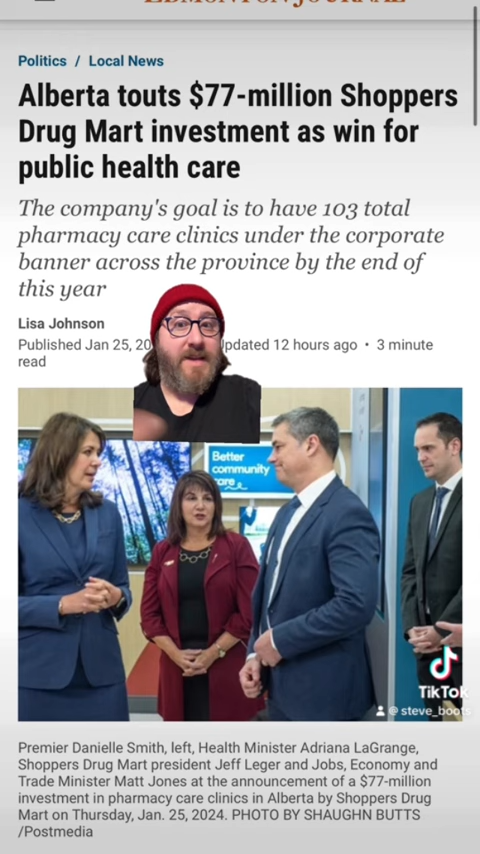 EDMONTON JOURNAL
Politics / Local News
Alberta touts $77-million Shoppers
Drug Mart investment as win for
public health care
The company's goal is to have 103 total
pharmacy care clinics under the corporate
banner across the province by the end of
this year
Lisa Johnson
Published Jan 25, 20 pdated 12 hours ago • 3 minute
read
Better
community
care
TikTok
@steve_boots
Premier Danielle Smith, left, Health Minister Adriana LaGrange,
Shoppers Drug Mart president Jeff Leger and Jobs, Economy and
Trade Minister Matt Jones at the announcement of a $77-million
investment in pharmacy care clinics in Alberta by Shoppers Drug
Mart on Thursday, Jan. 25, 2024. PHOTO BY SHAUGHN BUTTS
/Postmedia